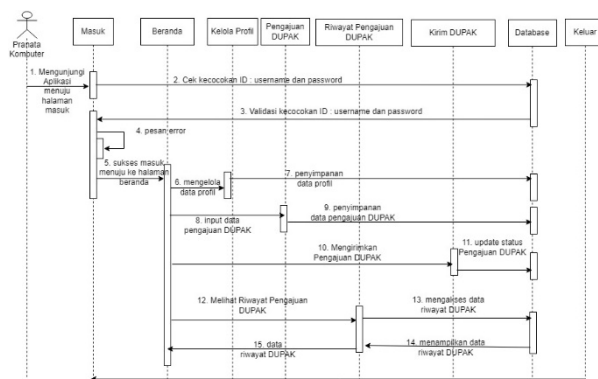 Pranata
Komputer
Masuk
Beranda
Kelola Profil
Pengajuan
DUPAK
Riwayat Pengajuan
DUPAK
Kirim DUPAK
Database
Keluar
1. Mengunjungi
Aplikasi
menuju
halaman
masuk
2. Cek kecocokan ID : username dan password
3. Validasi kecocokan ID : username dan password
4. pesan error
5. sukses masuk
menuju ke halaman
beranda
6. mengelola
data profil
7. penyimpanan
data profil
8. input data
pengajuan DUPAK
9. penyimpanan
data pengajuan DUPAK
10. Mengirimkan
Pengajuan DUPAK
11. update status
Pengajuan DUPAK
12. Melihat Riwayat Pengajuan
DUPAK
13. mengakses data
riwayat DUPAK
14. menampilkan data
riwayat DUPAK
15. data
riwayat DUPAK